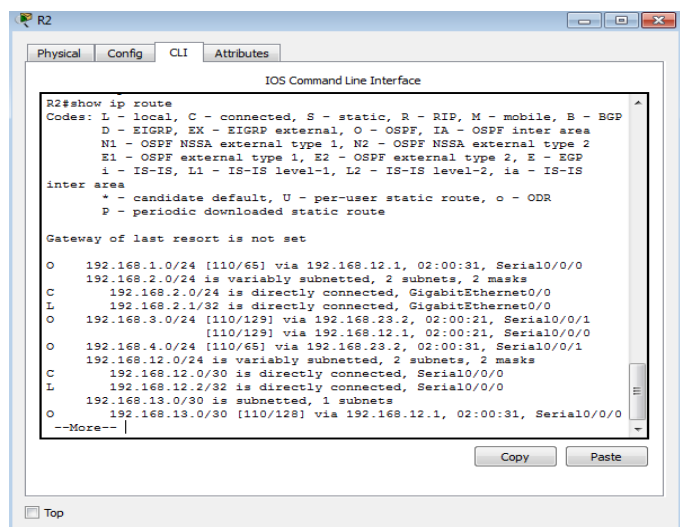 R2
Physical Config CLI Attributes
IOS Command Line Interface
R2#show ip route
Codes: L - local, C - connected, S - static, R - RIP, M - mobile, B - BGP
D - EIGRP, EX - EIGRP external, O - OSPF, IA - OSPF inter area
N1 - OSPF NSSA external type 1, N2 - OSPF NSSA external type 2
E1 - OSPF external type 1, E2 - OSPF external type 2, E - EGP
i - IS-IS, L1 - IS-IS level-1, L2 - IS-IS level-2, ia - IS-IS
inter area
* - candidate default, U - per-user static route, o - ODR
P - periodic downloaded static route
Gateway of last resort is not set
O 192.168.1.0/24 [110/65] via 192.168.12.1, 02:00:31, Serial0/0/0
192.168.2.0/24 is variably subnetted, 2 subnets, 2 masks
C 192.168.2.0/24 is directly connected, GigabitEthernet0/0
L 192.168.2.1/32 is directly connected, GigabitEthernet0/0
O 192.168.3.0/24 [110/129] via 192.168.23.2, 02:00:21, Serial0/0/1
[110/129] via 192.168.12.1, 02:00:21, Serial0/0/0
O 192.168.4.0/24 [110/65] via 192.168.23.2, 02:00:31, Serial0/0/1
192.168.12.0/24 is variably subnetted, 2 subnets, 2 masks
C 192.168.12.0/30 is directly connected, Serial0/0/0
L 192.168.12.2/32 is directly connected, Serial0/0/0
192.168.13.0/30 is subnetted, 1 subnets
O 192.168.13.0/30 [110/128] via 192.168.12.1, 02:00:31, Serial0/0/0
--More--
Copy Paste
Top